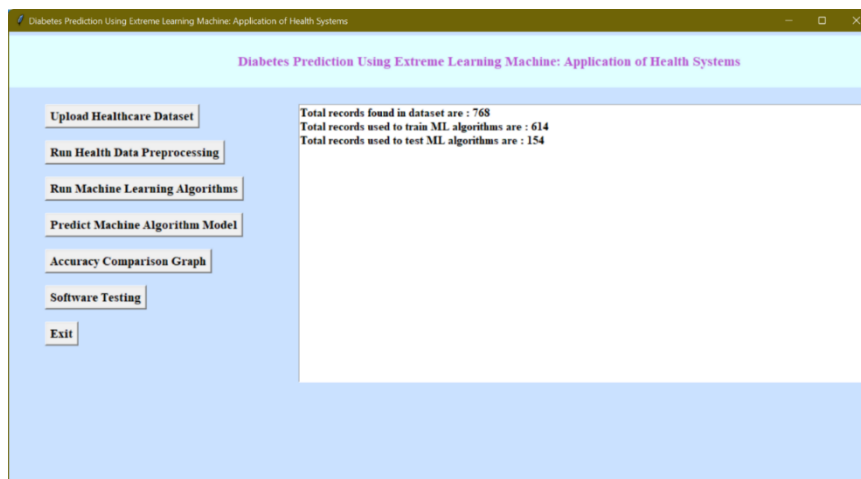 Diabetes Prediction Using Extreme Learning Machine: Application of Health Systems
Diabetes Prediction Using Extreme Learning Machine: Application of Health Systems
Upload Healthcare Dataset
Run Health Data Preprocessing
Run Machine Learning Algorithms
Predict Machine Algorithm Model
Accuracy Comparison Graph
Software Testing
Exit
Total records found in dataset are : 768
Total records used to train ML algorithms are : 614
Total records used to test ML algorithms are : 154